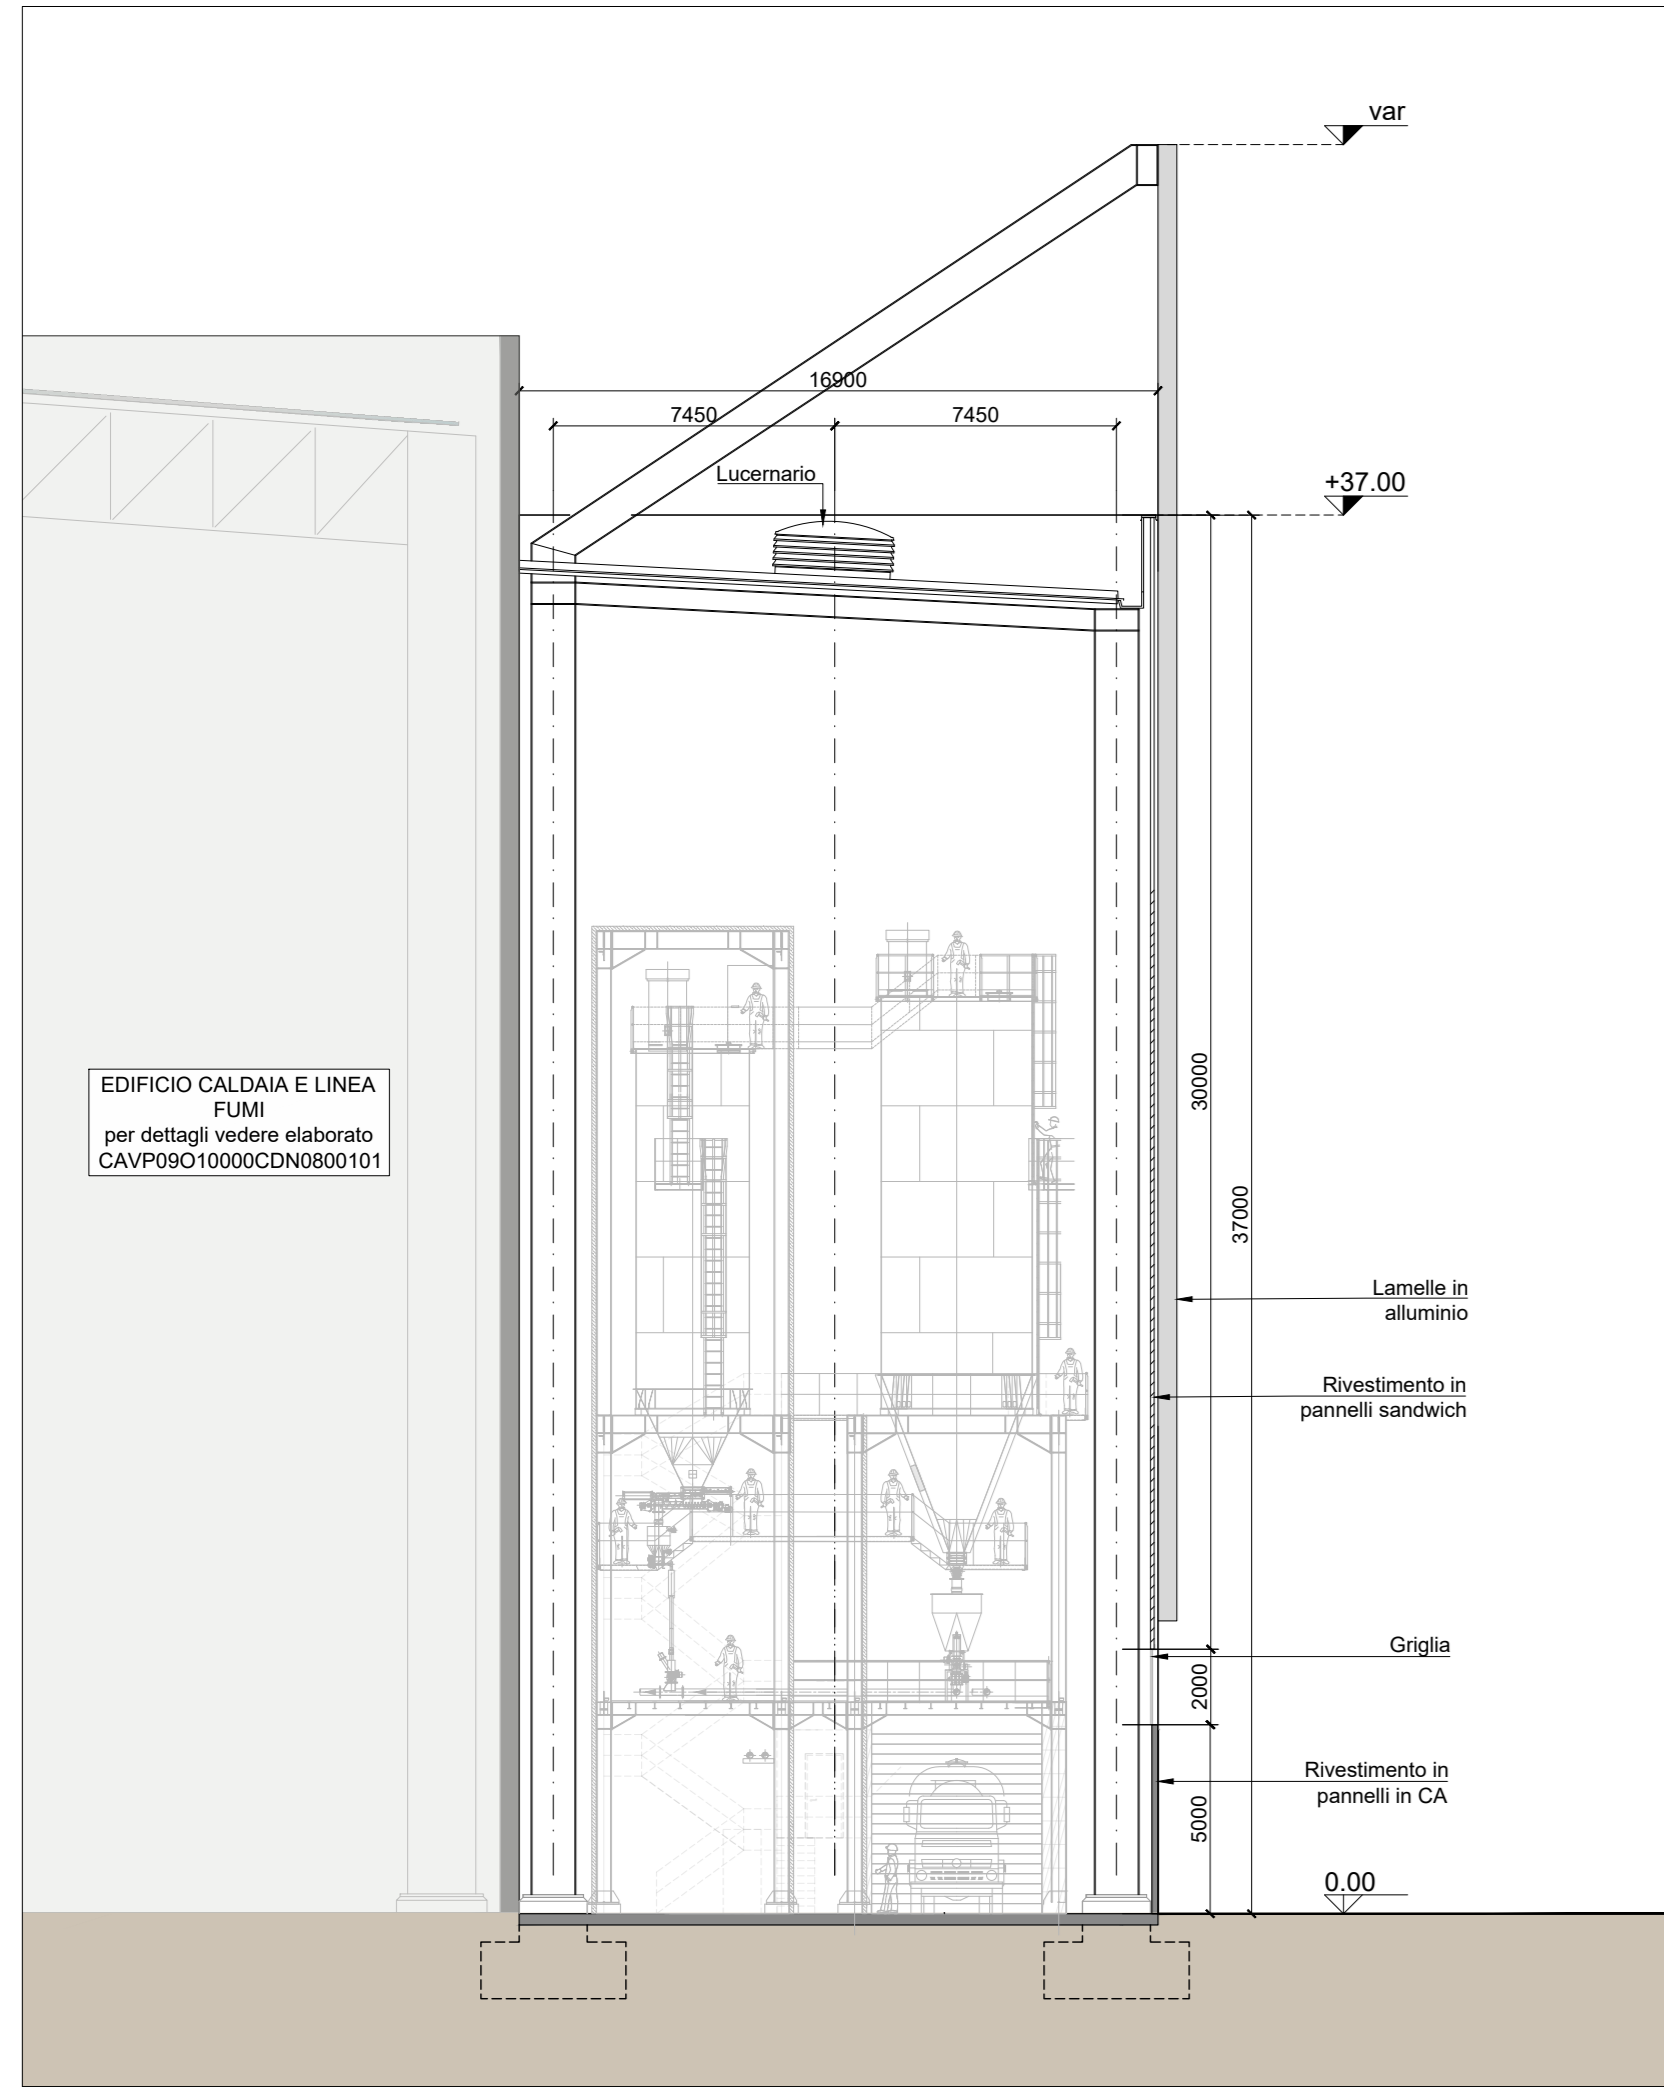 var
16900
7450
7450
Lucernario
+37.00
EDIFICIO CALDAIA E LINEA
FUMI
per dettagli vedere elaborato
CAVP09O10000CDN0800101
30000
37000
Lamelle in
alluminio
Rivestimento in
pannelli sandwich
Griglia
2000
Rivestimento in
pannelli in CA
5000
0.00